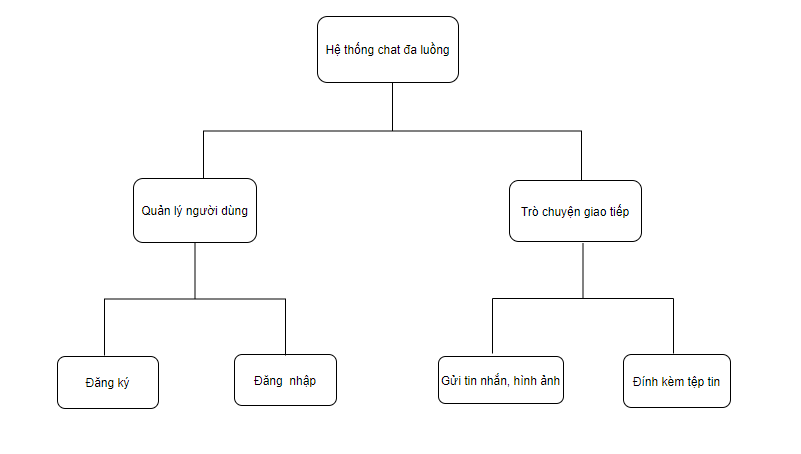 Hệ thống chat đa luồng
Quản lý người dùng
Trò chuyện giao tiếp
Đăng ký
Đăng nhập
Gửi tin nhắn, hình ảnh
Đính kèm tệp tin